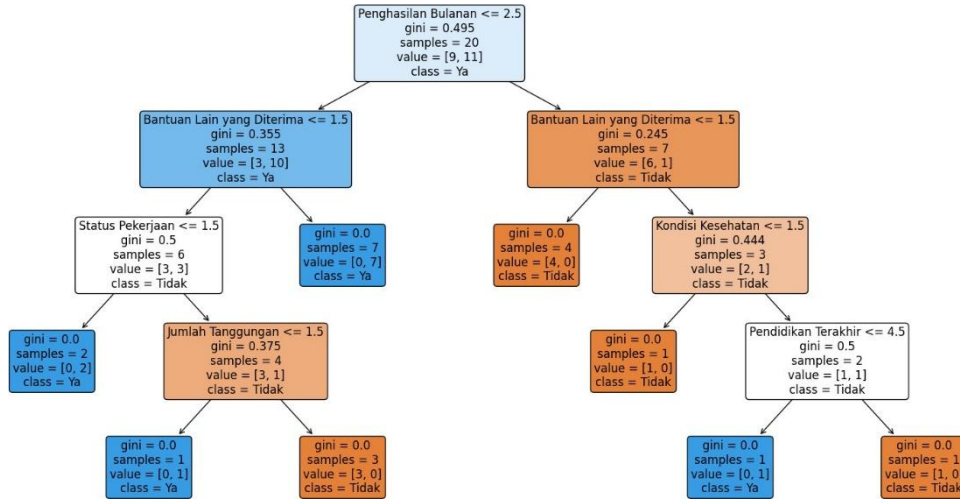 Penghasilan Bulanan <= 2.5
gini = 0.495
samples = 20
value = [9, 11]
class = Ya
Bantuan Lain yang Diterima <= 1.5
gini = 0.355
samples = 13
value = [3, 10]
class = Ya
Bantuan Lain yang Diterima <= 1.5
gini = 0.245
samples = 7
value = [6, 1]
class = Tidak
Status Pekerjaan <= 1.5
gini = 0.5
samples = 6
value = [3, 3]
class = Tidak
gini = 0.0
samples = 7
value = [0, 7]
class = Ya
gini = 0.0
samples = 4
value = [4, 0]
class = Tidak
Kondisi Kesehatan <= 1.5
gini = 0.444
samples = 3
value = [2, 1]
class = Tidak
gini = 0.0
samples = 2
value = [0, 2]
class = Ya
Jumlah Tanggungan <= 1.5
gini = 0.375
samples = 4
value = [3, 1]
class = Tidak
gini = 0.0
samples = 1
value = [1, 0]
class = Tidak
Pendidikan Terakhir <= 4.5
gini = 0.5
samples = 2
value = [1, 1]
class = Tidak
gini = 0.0
samples = 1
value = [0, 1]
class = Ya
gini = 0.0
samples = 3
value = [3, 0]
class = Tidak
gini = 0.0
samples = 1
value = [0, 1]
class = Ya
gini = 0.0
samples = 1
value = [1, 0]
class = Tidak